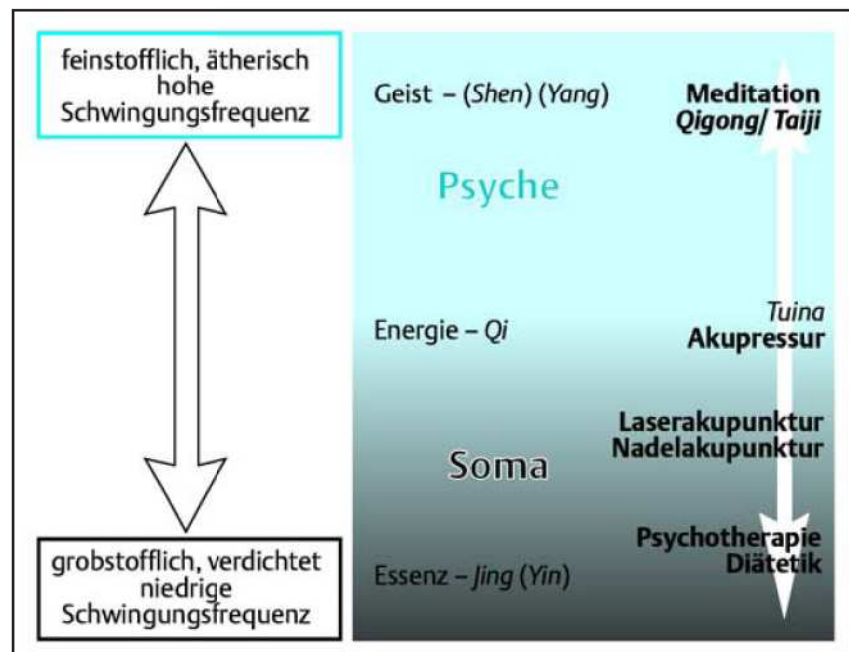 feinstofflich, ätherisch
hohe
Schwingungsfrequenz
grobstofflich, verdichtet
niedrige
Schwingungsfrequenz
Geist – (Shen) (Yang)
Psyche
Energie – Qi
Soma
Essenz – Jing (Yin)
Meditation
Qigong/ Taiji
Tuina
Akupressur
Laserakupunktur
Nadelakupunktur
Psychotherapie
Diätetik